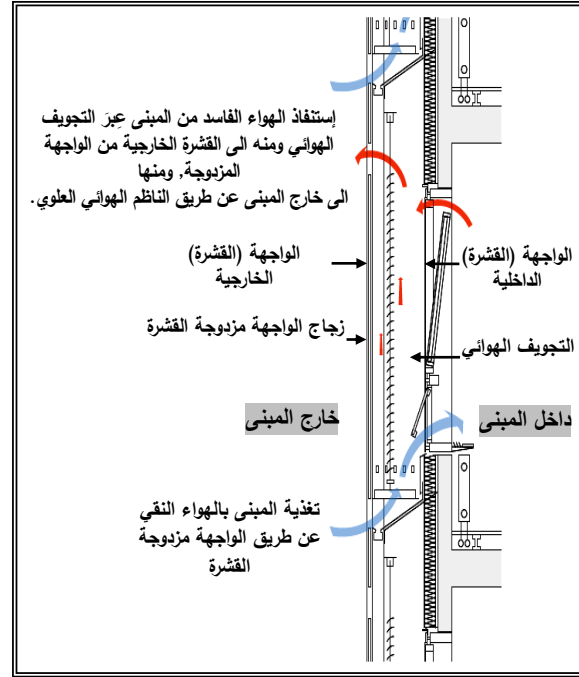 إستنفاذ الهواء الفاسد من المبنى عِبرَ التجويف
الهوائي ومنه الى القشرة الخارجية من الواجهة
المزدوجة, ومنها
الى خارج المبنى عن طريق الناظم الهوائي العلوي.
الواجهة (القشرة)
الخارجية
الواجهة (القشرة)
الداخلية
زجاج الواجهة مزدوجة القشرة
التجويف الهوائي
خارج المبنى
داخل المبنى
تغذية المبنى بالهواء النقي
عن طريق الواجهة مزدوجة
القشرة